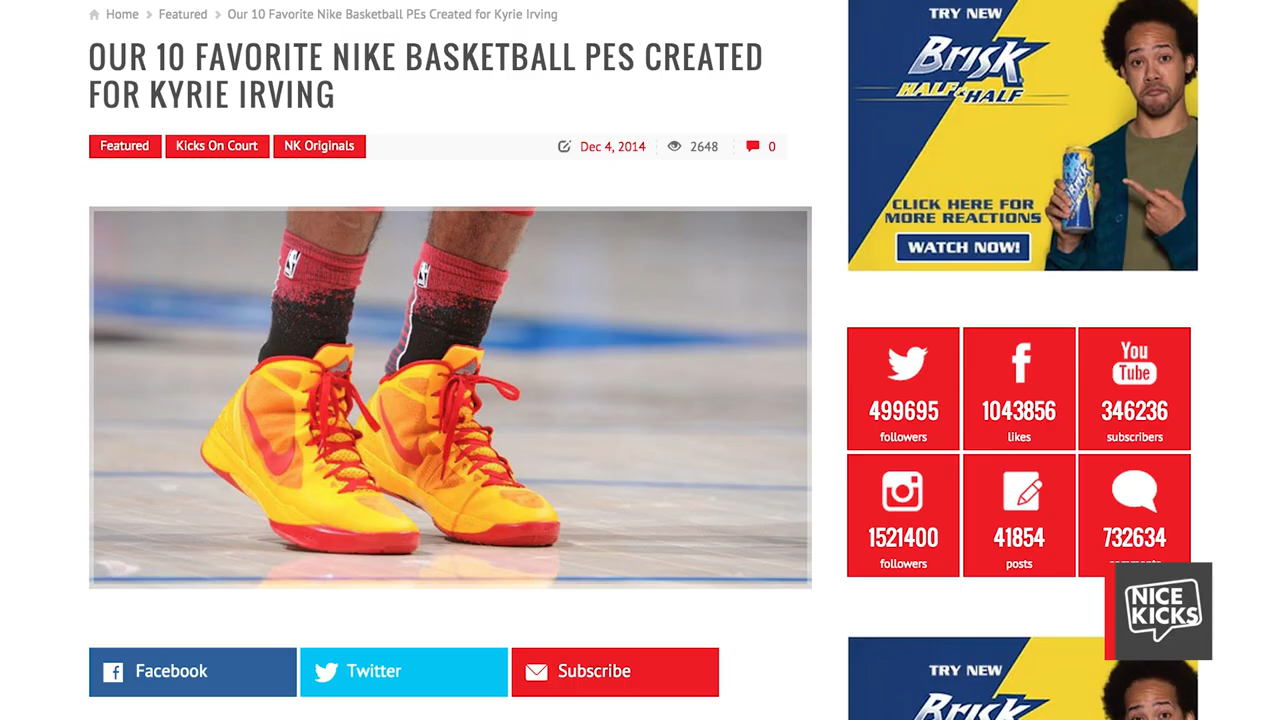 Home Featured Our 10 Favorite Nike Basketball PEs Created for Kyrie Irving
OUR 10 FAVORITE NIKE BASKETBALL PES CREATED
FOR KYRIE IRVING
Featured Kicks On Court NK Originals Dec 4, 2014 2648 0
TRY NEW
Brisk
HALF & HALF
Brisk
CLICK HERE FOR
MORE REACTIONS
WATCH NOW!
You
Tube
499695 1043856 346236
followers likes subscribers
1521400 41854 732634
followers posts comments
NICE
KICKS
Facebook Twitter Subscribe
TRY NEW
Brisk